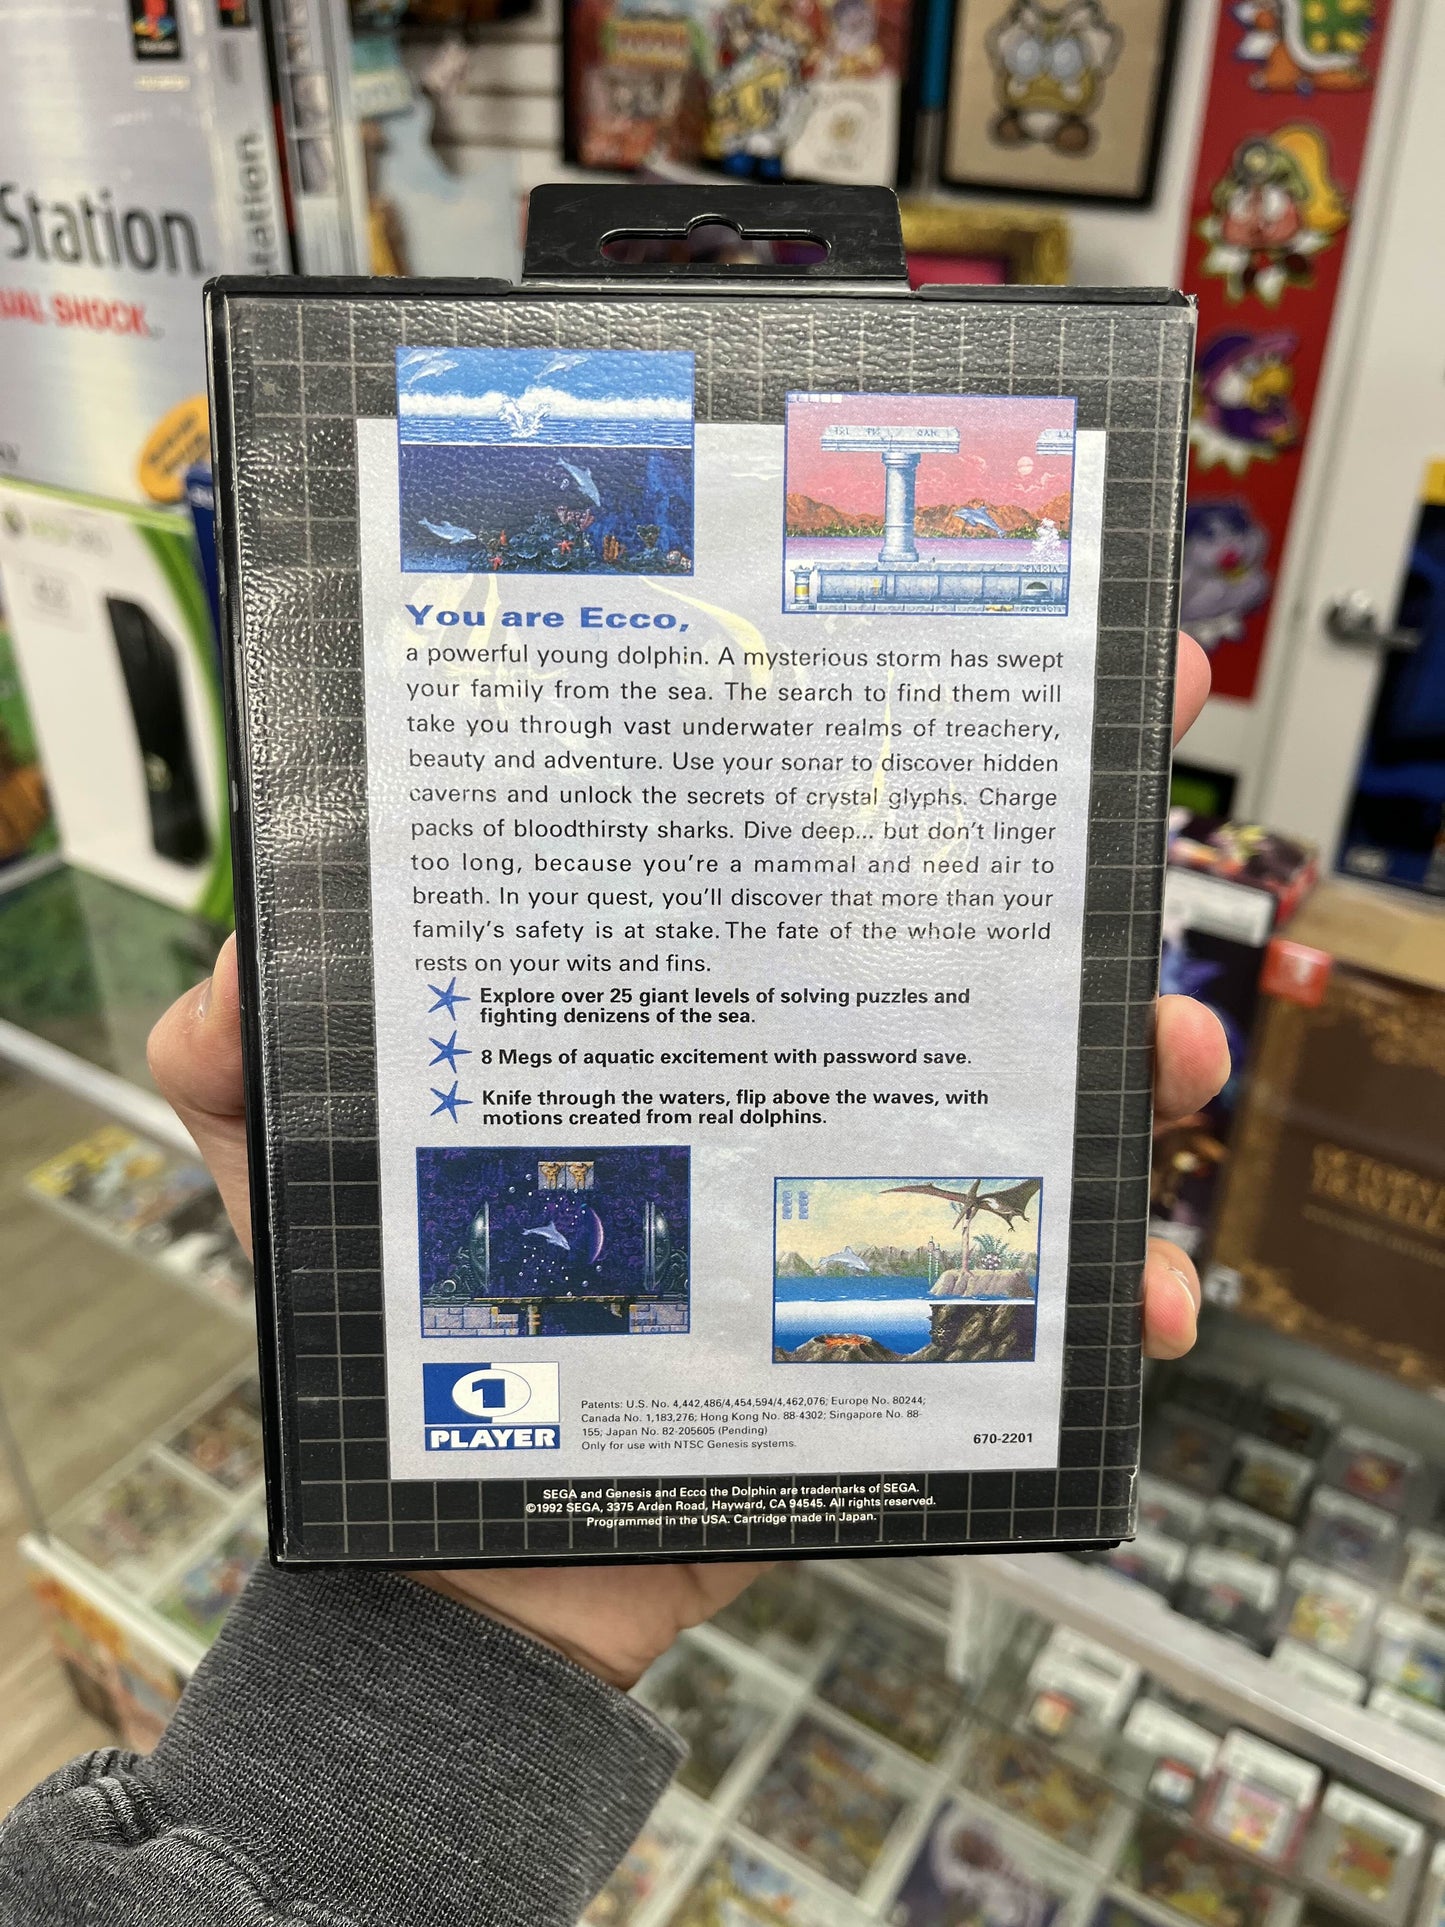 Station
DUAL SHOCK
Station
You are Ecco,
a powerful young dolphin. A mysterious storm has swept
your family from the sea. The search to find them will
take you through vast underwater realms of treachery,
beauty and adventure. Use your sonar to discover hidden
caverns and unlock the secrets of crystal glyphs. Charge
packs of bloodthirsty sharks. Dive deep... but don't linger
too long, because you're a mammal and need air to
breath. In your quest, you'll discover that more than your
family's safety is at stake. The fate of the whole world
rests on your wits and fins.
Explore over 25 giant levels of solving puzzles and
fighting denizens of the sea.
8 Megs of aquatic excitement with password save.
Knife through the waters, flip above the waves, with
motions created from real dolphins.
1
PLAYER
Patents: U.S. No. 4,442,486/4,454,594/4,462,076; Europe No. 80244;
Canada No. 1,183,276; Hong Kong No. 88-4302; Singapore No. 88-
155; Japan No. 82-205605 (Pending)
Only for use with NTSC Genesis systems.
670-2201
SEGA and Genesis and Ecco the Dolphin are trademarks of SEGA.
©1992 SEGA, 3375 Arden Road, Hayward, CA 94545. All rights reserved.
Programmed in the USA. Cartridge made in Japan.
OCTOPATH
TRAVELER